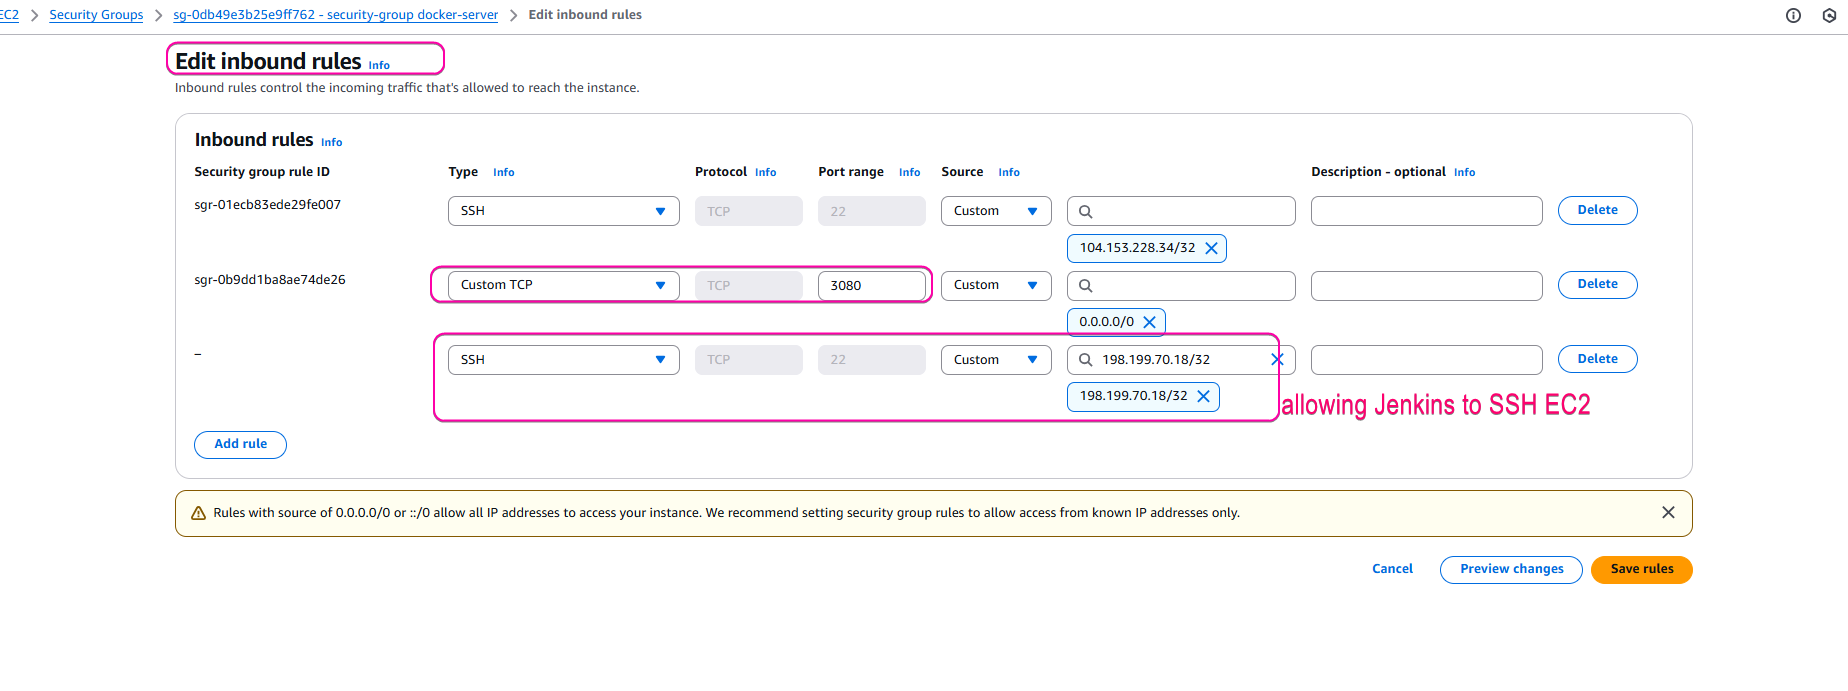 EC2 > Security Groups > sg-0db49e3b25e9ff762 - security-group docker-server > Edit inbound rules
Edit inbound rules Info
Inbound rules control the incoming traffic that's allowed to reach the instance.
Inbound rules Info
Security group rule ID Type Info Protocol Info Port range Info Source Info Description - optional Info
sgr-01ecb83ede29fe007 SSH TCP 22 Custom Delete
104.153.228.34/32
sgr-0b9dd1ba8ae74de26 Custom TCP TCP 3080 Custom Delete
0.0.0.0/0
– SSH TCP 22 Custom 198.199.70.18/32 Delete
198.199.70.18/32
allowing Jenkins to SSH EC2
Add rule
Rules with source of 0.0.0.0/0 or ::/0 allow all IP addresses to access your instance. We recommend setting security group rules to allow access from known IP addresses only.
Cancel Preview changes Save rules